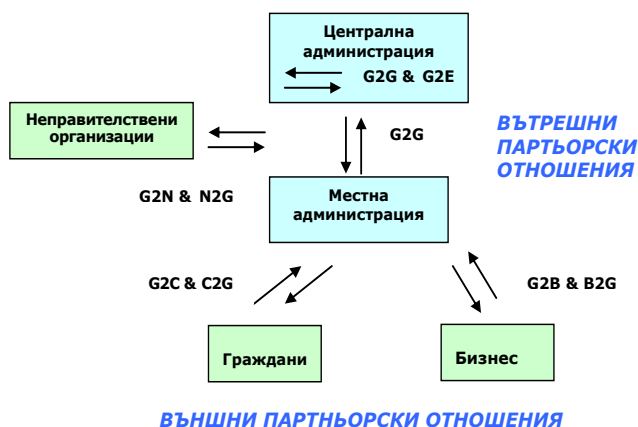 Централна
администрация
G2G & G2E
Неправителствени
организации
G2G
ВЪТРЕШНИ
ПАРТЬОРСКИ
ОТНОШЕНИЯ
G2N & N2G
Местна
администрация
G2C & C2G
G2B & B2G
Граждани
Бизнес
ВЪНШНИ ПАРТНЬОРСКИ ОТНОШЕНИЯ